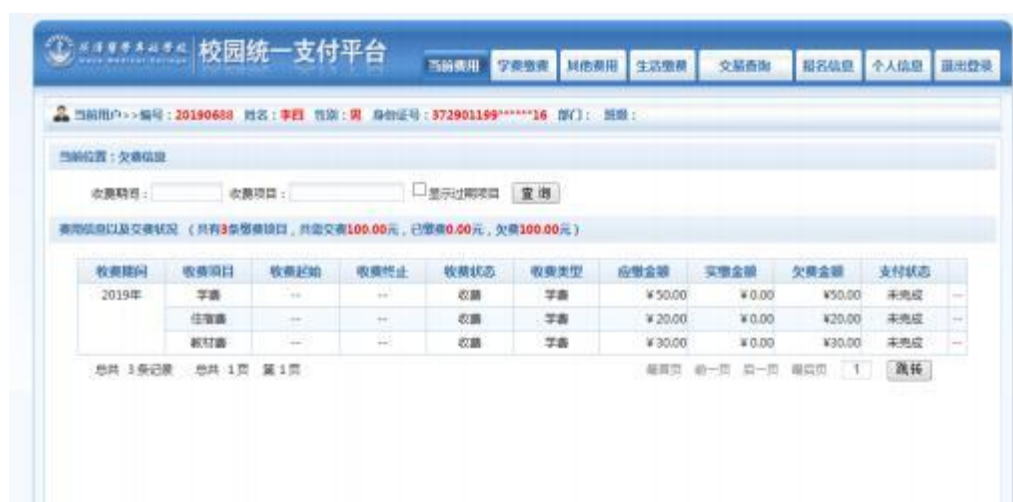 菏泽医学专科学校 校园统一支付平台
当前费用 学费缴费 其他费用 生活缴费 交易查询 报名信息 个人信息 退出登录
当前用户>>编号：20190688 姓名：李四 性别：男 身份证号：372901199******16 部门： 班级：
当前位置：欠费信息
收费期间： 收费项目： 显示过期项目 查询
费用信息以及交费状况 （共有3条缴费项目，共需交费100.00元，已缴费0.00元，欠费100.00元）
收费期间 收费项目 收费起始 收费终止 收费状态 收费类型 应缴金额 实缴金额 欠费金额 支付状态
2019年 学费 -- -- 收费 学费 ￥50.00 ￥0.00 ¥50.00 未完成 --
住宿费 -- -- 收费 学费 ￥20.00 ￥0.00 ¥20.00 未完成 --
教材费 -- -- 收费 学费 ￥30.00 ￥0.00 ¥30.00 未完成 --
总共 3条记录 总共 1页 第1页 最首页 前一页 后一页 最后页 1 跳转